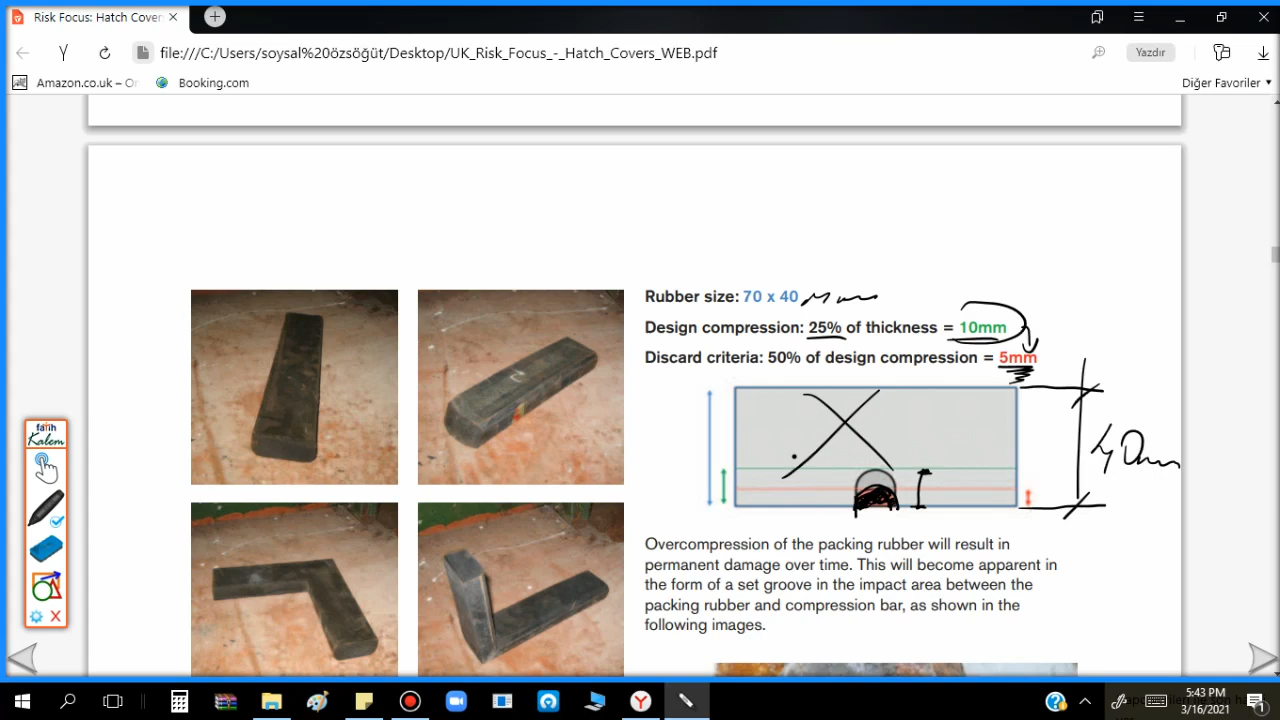 Risk Focus: Hatch Cover
file:///C:/Users/soysal%20özsöğüt/Desktop/UK_Risk_Focus_-_Hatch_Covers_WEB.pdf
Yazdır
Amazon.co.uk – O
Booking.com
Diğer Favoriler
Rubber size: 70 x 40 mm
Design compression: 25% of thickness = 10mm
Discard criteria: 50% of design compression = 5mm
40mm
fatih
Kalem
Overcompression of the packing rubber will result in
permanent damage over time. This will become apparent in
the form of a set groove in the impact area between the
packing rubber and compression bar, as shown in the
following images.
5:43 PM
3/16/2021